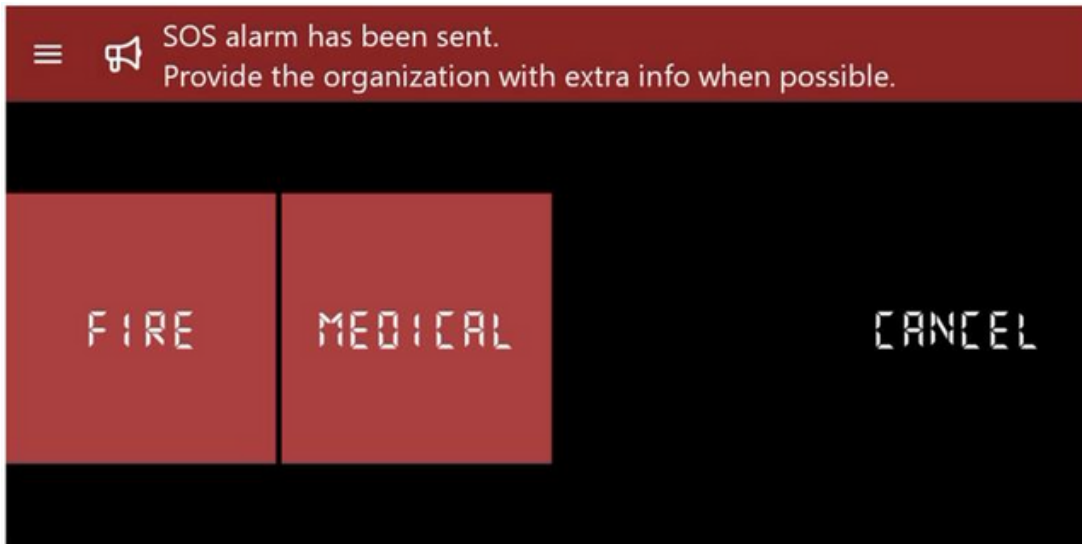 SOS alarm has been sent.
Provide the organization with extra info when possible.
FIRE MEDICAL CANCEL